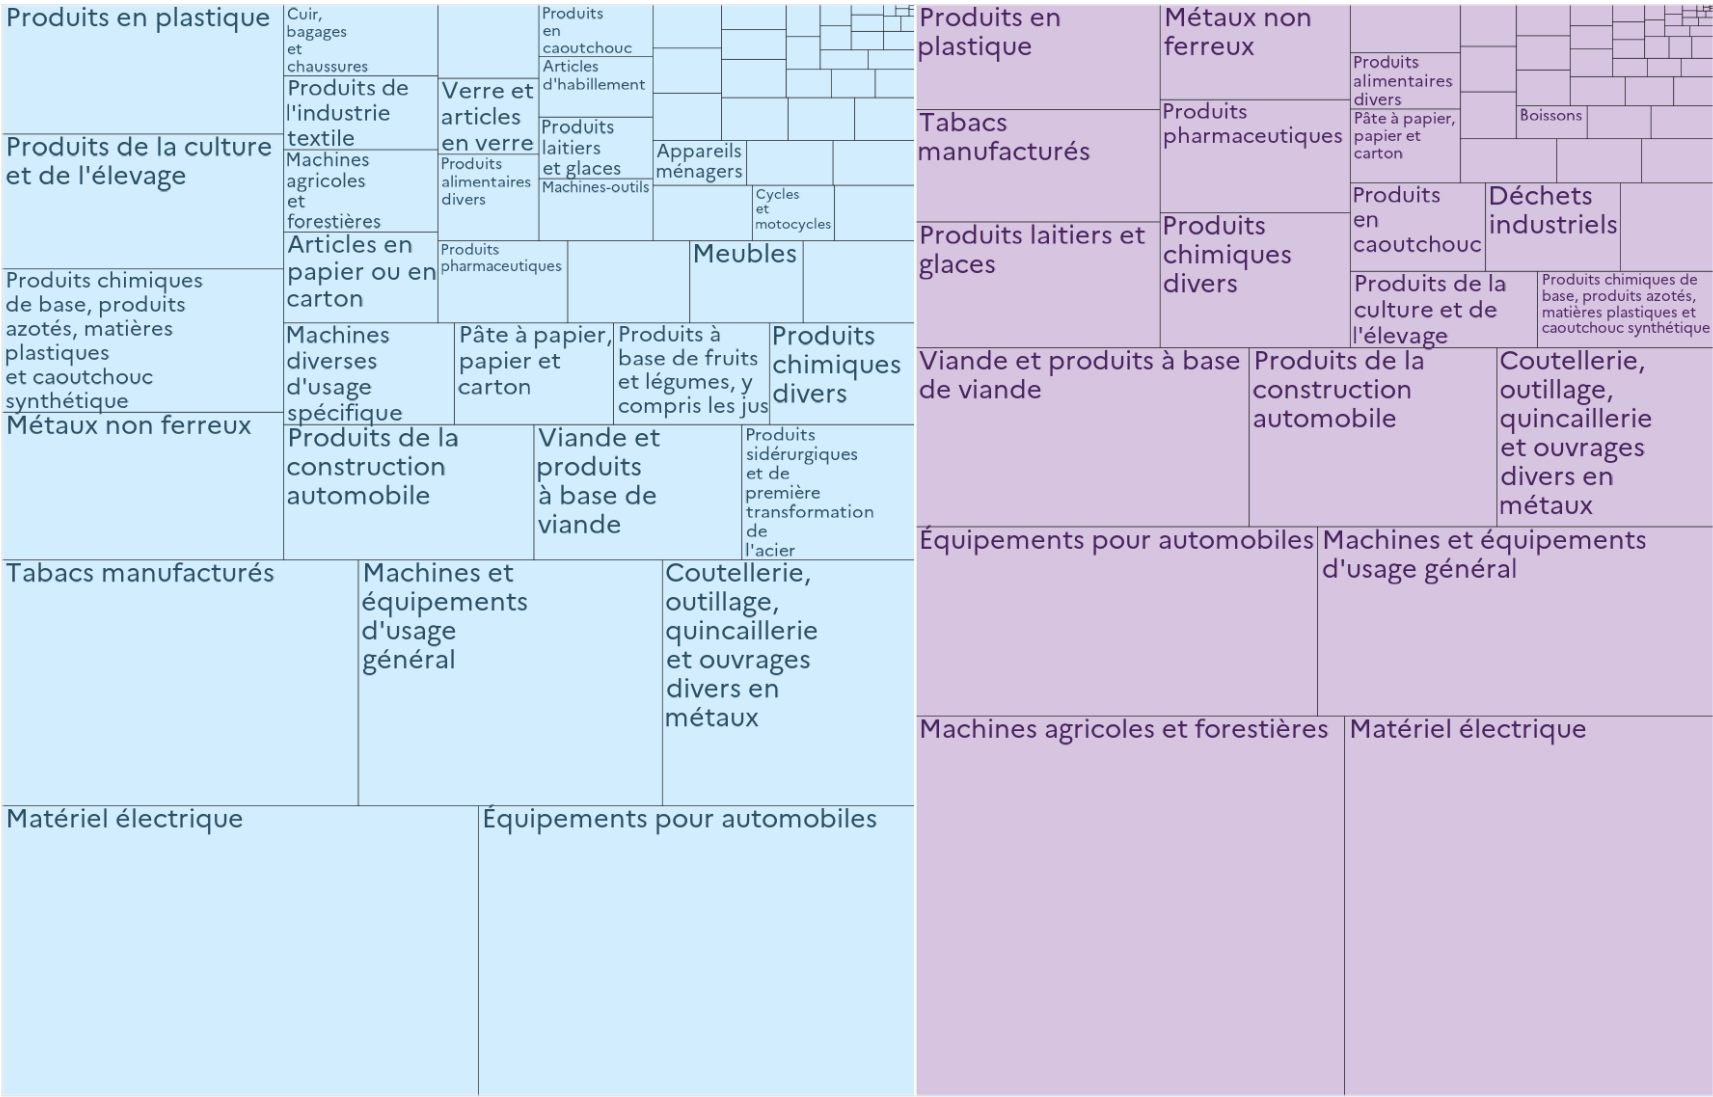 Produits en plastique
Produits de la culture
et de l'élevage
Produits chimiques
de base, produits
azotés, matières
plastiques
et caoutchouc
synthétique
Métaux non ferreux
Cuir,
bagages
et
chaussures
Produits de
l'industrie
textile
Machines
agricoles
et
forestières
Articles en
papier ou en
carton
Verre et
articles
en verre
Produits
alimentaires
divers
Produits
pharmaceutiques
Produits
en
caoutchouc
Articles
d'habillement
Produits
laitiers
et glaces
Machines-outils
Appareils
ménagers
Cycles
et
motocycles
Meubles
Machines
diverses
d'usage
spécifique
Pâte à papier,
papier et
carton
Produits à
base de fruits
et légumes, y
compris les jus
Produits
chimiques
divers
Produits de la
construction
automobile
Viande et
produits
à base de
viande
Produits
sidérurgiques
et de
première
transformation
de
l'acier
Tabacs manufacturés
Machines et
équipements
d'usage
général
Coutellerie,
outillage,
quincaillerie
et ouvrages
divers en
métaux
Matériel électrique
Équipements pour automobiles
Produits en
plastique
Tabacs
manufacturés
Produits laitiers et
glaces
Métaux non
ferreux
Produits
pharmaceutiques
Produits
chimiques
divers
Produits
alimentaires
divers
Pâte à papier,
papier et
carton
Boissons
Produits
en
caoutchouc
Déchets
industriels
Produits de la
culture et de
l'élevage
Produits chimiques de
base, produits azotés,
matières plastiques et
caoutchouc synthétique
Viande et produits à base
de viande
Produits de la
construction
automobile
Coutellerie,
outillage,
quincaillerie
et ouvrages
divers en
métaux
Équipements pour automobiles
Machines et équipements
d'usage général
Machines agricoles et forestières
Matériel électrique